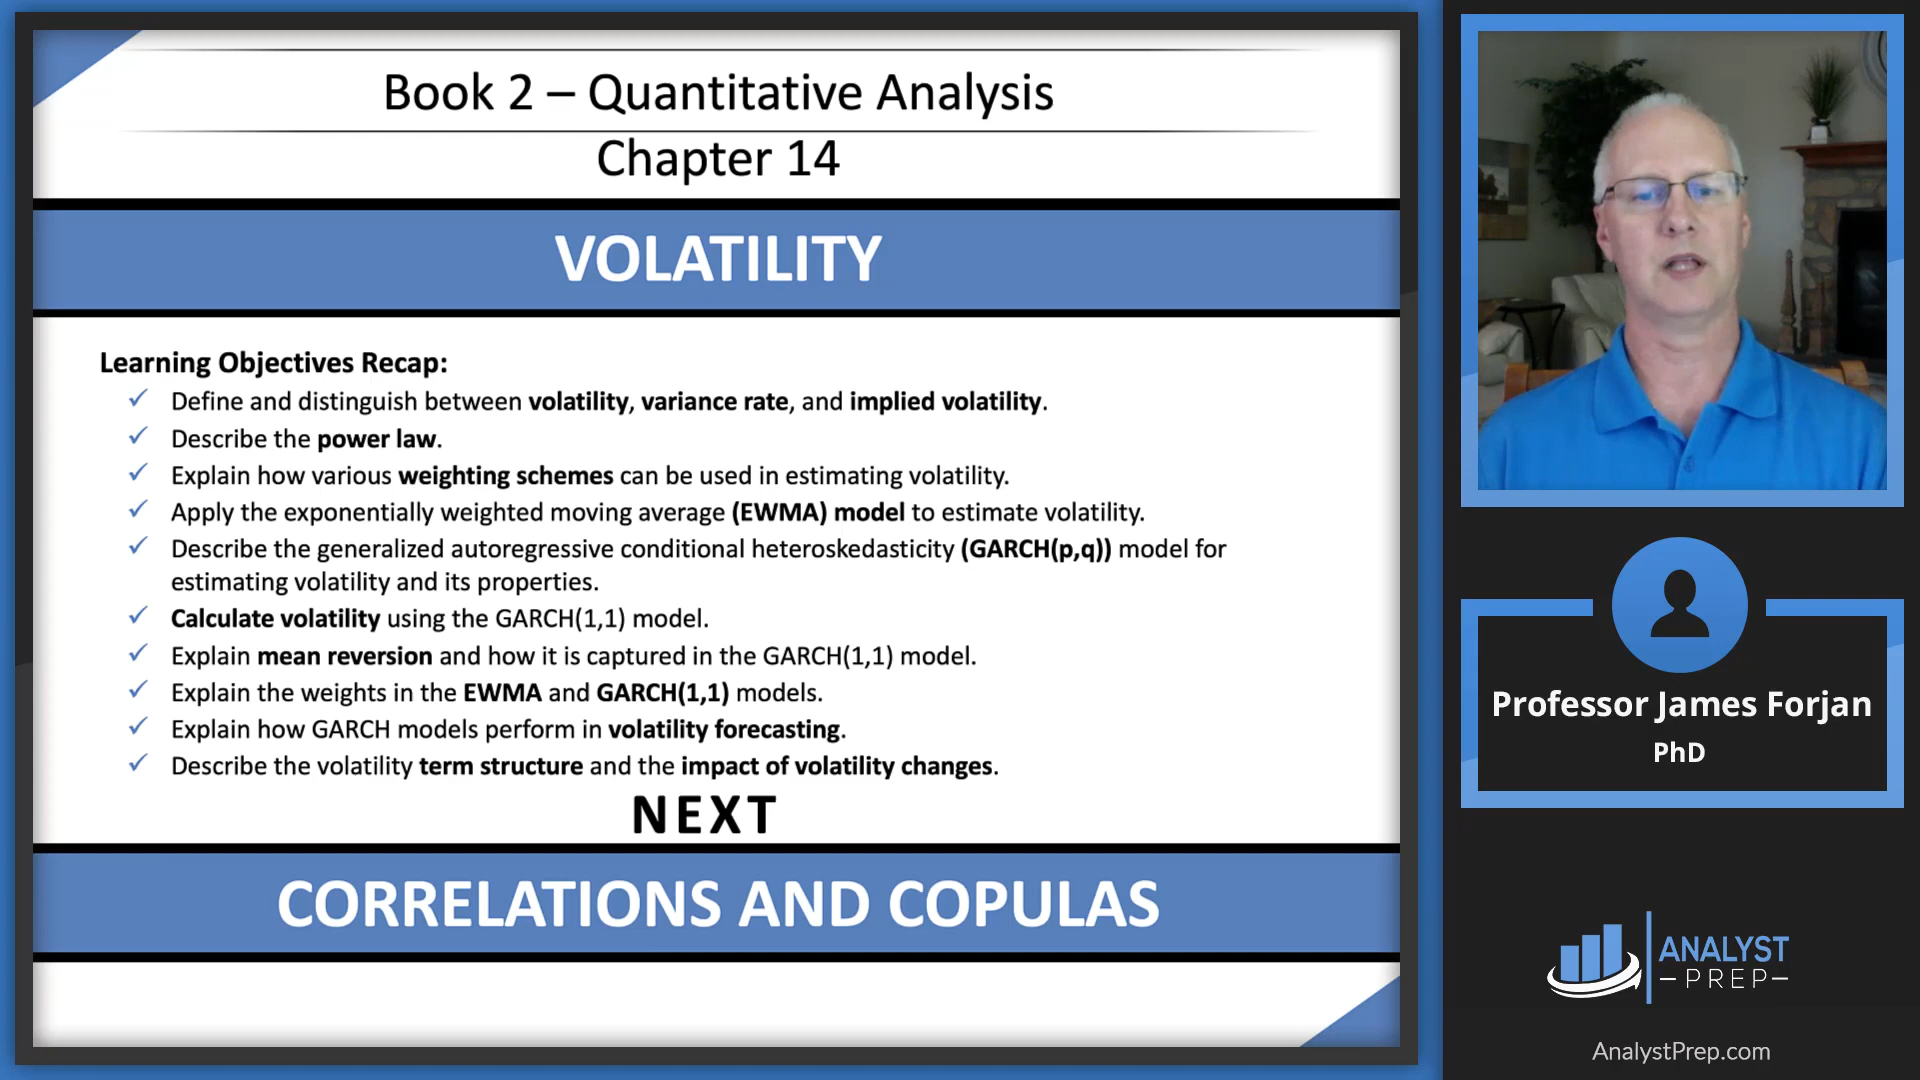 Book 2 – Quantitative Analysis
Chapter 14
VOLATILITY
Learning Objectives Recap:
✓ Define and distinguish between volatility, variance rate, and implied volatility.
✓ Describe the power law.
✓ Explain how various weighting schemes can be used in estimating volatility.
✓ Apply the exponentially weighted moving average (EWMA) model to estimate volatility.
✓ Describe the generalized autoregressive conditional heteroskedasticity (GARCH(p,q)) model for
estimating volatility and its properties.
✓ Calculate volatility using the GARCH(1,1) model.
✓ Explain mean reversion and how it is captured in the GARCH(1,1) model.
✓ Explain the weights in the EWMA and GARCH(1,1) models.
✓ Explain how GARCH models perform in volatility forecasting.
✓ Describe the volatility term structure and the impact of volatility changes.
NEXT
CORRELATIONS AND COPULAS
Professor James Forjan
PhD
ANALYST
PREP
AnalystPrep.com